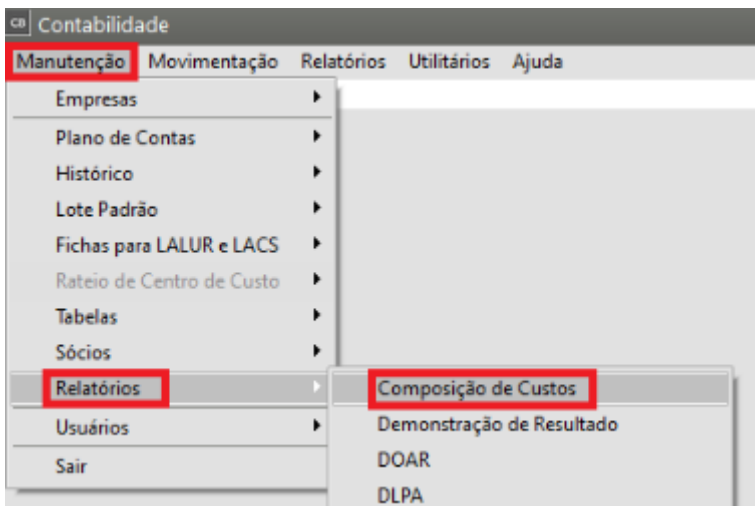 CB Contabilidade
Manutenção Movimentação Relatórios Utilitários Ajuda
Empresas
Plano de Contas
Histórico
Lote Padrão
Fichas para LALUR e LACS
Rateio de Centro de Custo
Tabelas
Sócios
Relatórios
Usuários
Sair
Composição de Custos
Demonstração de Resultado
DOAR
DLPA